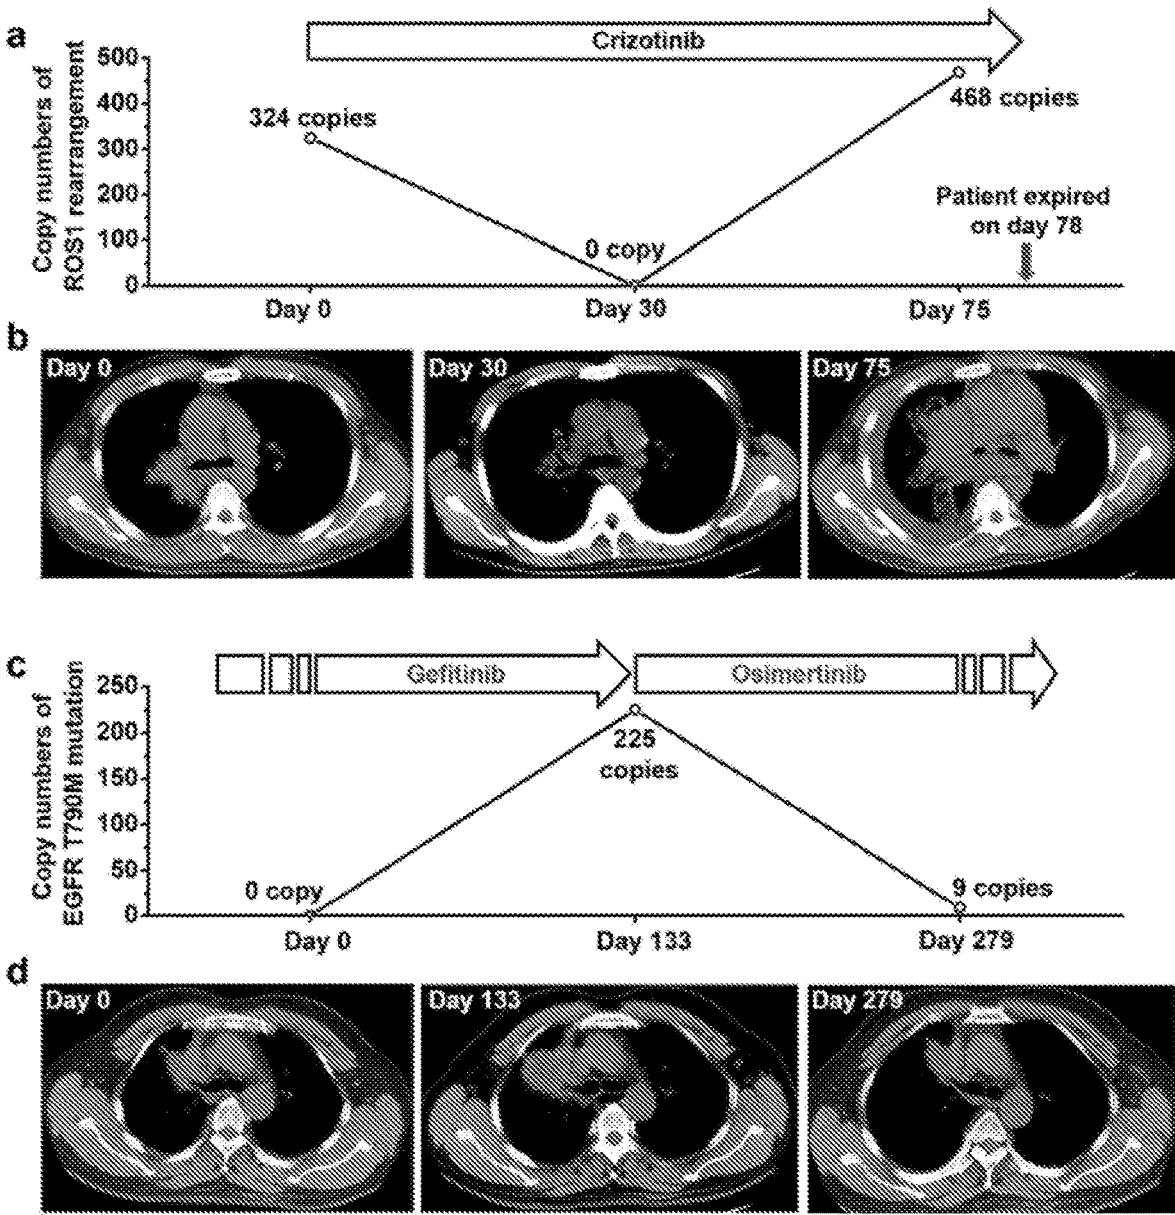 a
Crizotinib
Copy numbers of
ROS1 rearrangement
500
400
300
200
100
0
324 copies
0 copy
468 copies
Patient expired
on day 78
Day 0
Day 30
Day 75
b
Day 0
Day 30
Day 75
c
Gefitinib
Osimertinib
Copy numbers of
EGFR T790M mutation
250
200
150
100
50
0
0 copy
225
copies
9 copies
Day 0
Day 133
Day 279
d
Day 0
Day 133
Day 279